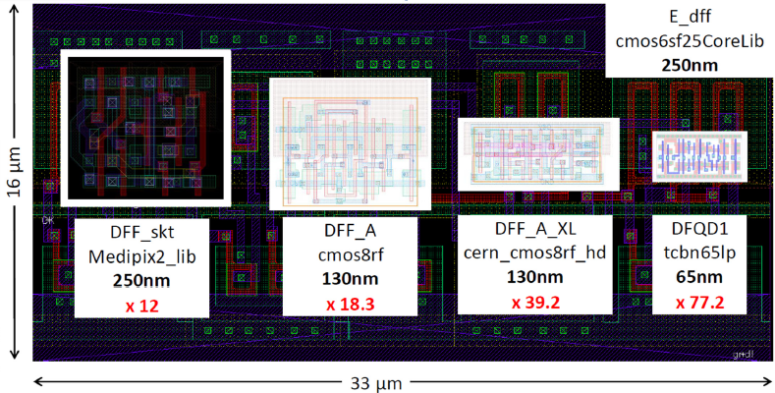 E_dff
cmos6sf25CoreLib
250nm
16 µm
DFF_skt
Medipix2_lib
250nm
x 12
DFF_A
cmos8rf
130nm
x 18.3
DFF_A_XL
cern_cmos8rf_hd
130nm
x 39.2
DFQD1
tcbn65lp
65nm
x 77.2
gnd!
33 µm